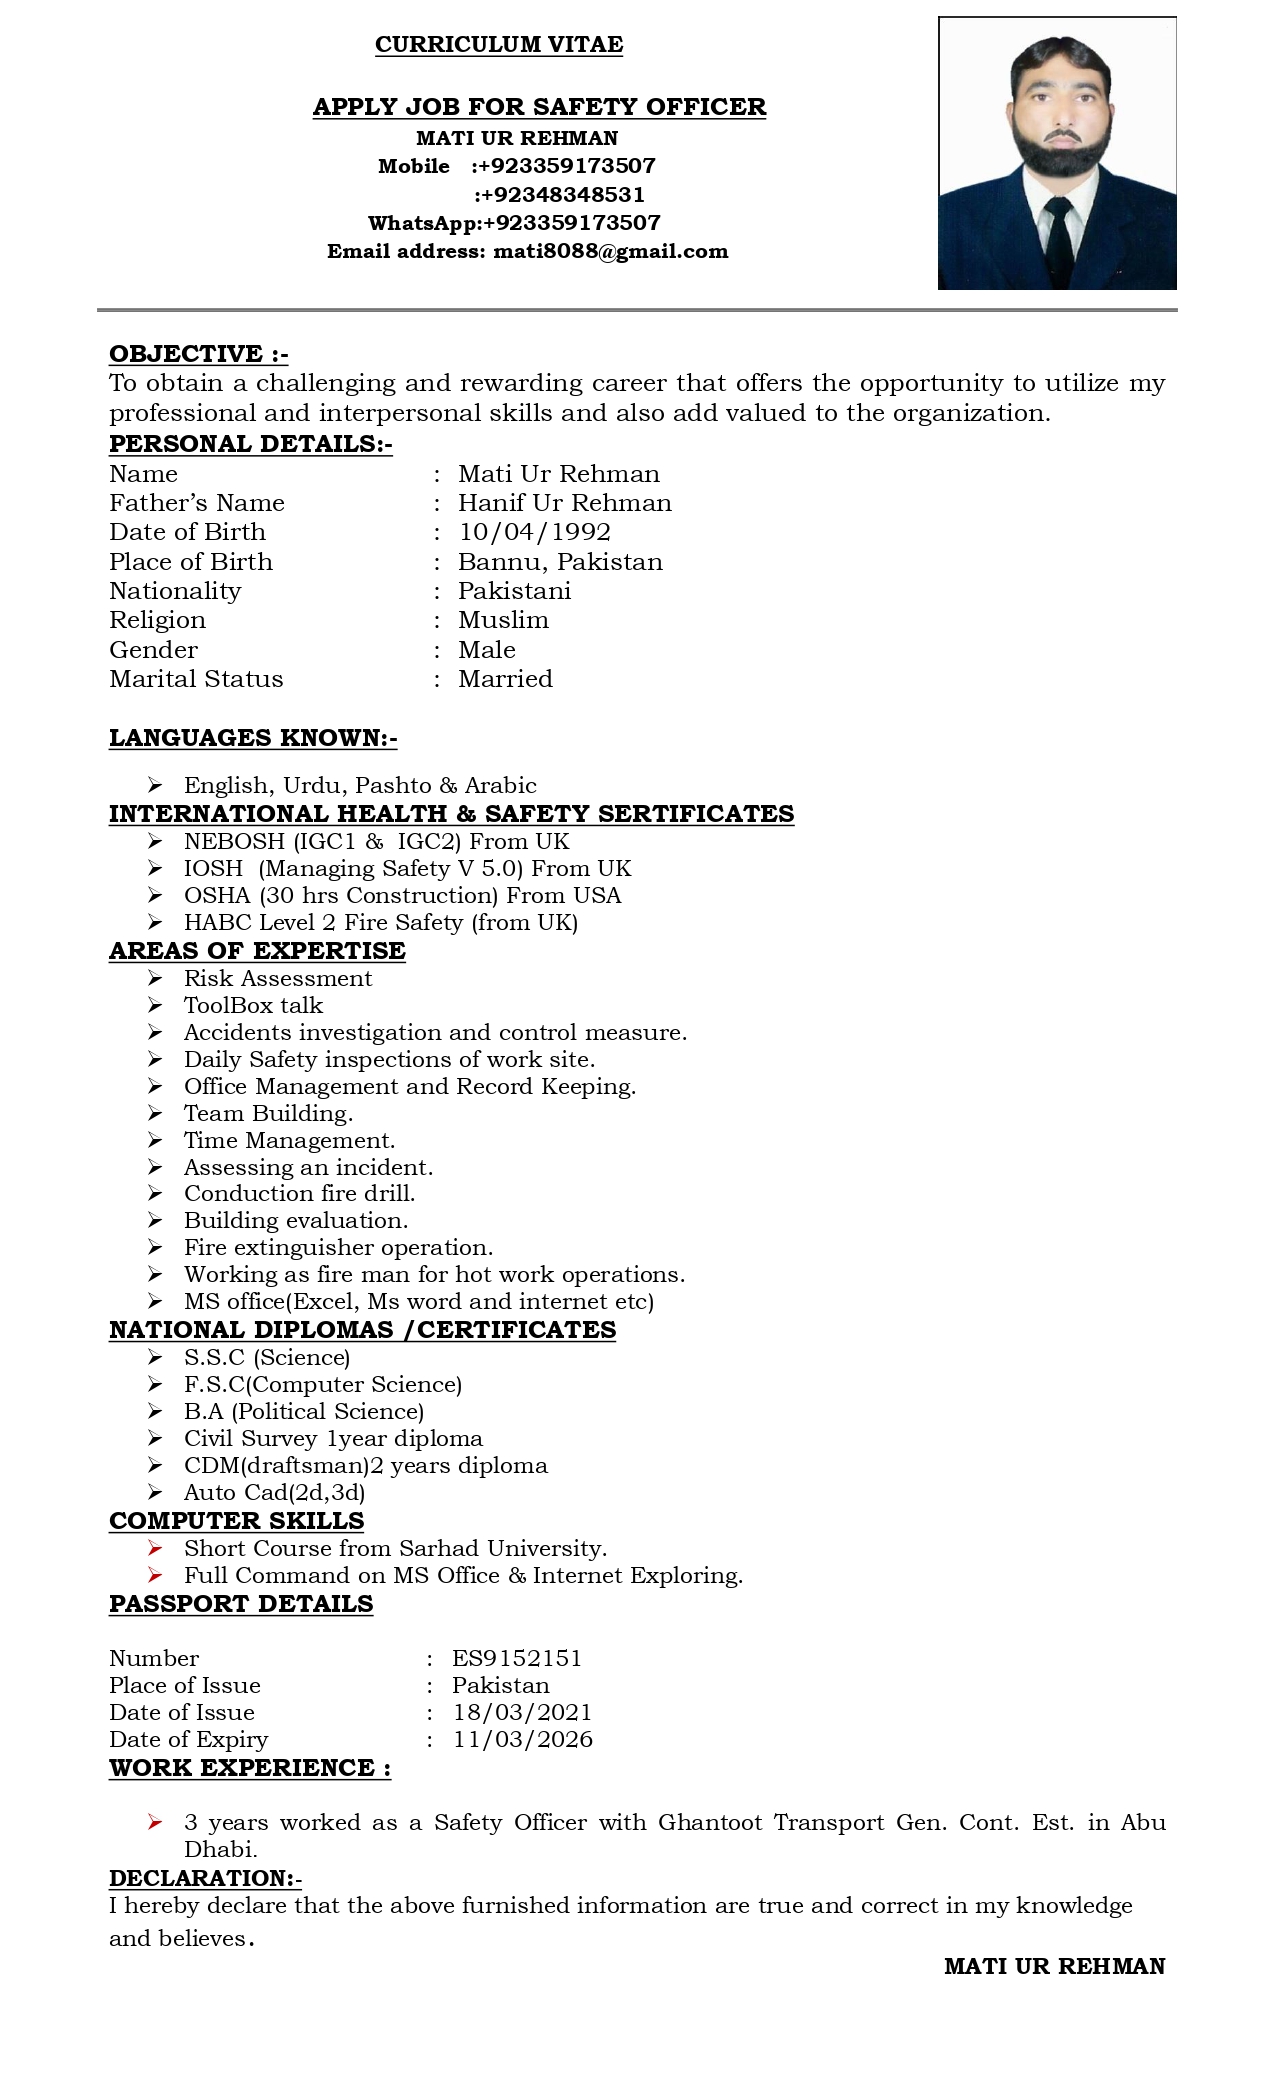 CURRICULUM VITAE
APPLY JOB FOR SAFETY OFFICER
MATI UR REHMAN
Mobile :+923359173507
:+92348348531
WhatsApp:+923359173507
Email address: mati8088@gmail.com
OBJECTIVE :-
To obtain a challenging and rewarding career that offers the opportunity to utilize my
professional and interpersonal skills and also add valued to the organization.
PERSONAL DETAILS:-
Name : Mati Ur Rehman
Father’s Name : Hanif Ur Rehman
Date of Birth : 10/04/1992
Place of Birth : Bannu, Pakistan
Nationality : Pakistani
Religion : Muslim
Gender : Male
Marital Status : Married
LANGUAGES KNOWN:-
➢ English, Urdu, Pashto & Arabic
INTERNATIONAL HEALTH & SAFETY SERTIFICATES
➢ NEBOSH (IGC1 & IGC2) From UK
➢ IOSH (Managing Safety V 5.0) From UK
➢ OSHA (30 hrs Construction) From USA
➢ HABC Level 2 Fire Safety (from UK)
AREAS OF EXPERTISE
➢ Risk Assessment
➢ ToolBox talk
➢ Accidents investigation and control measure.
➢ Daily Safety inspections of work site.
➢ Office Management and Record Keeping.
➢ Team Building.
➢ Time Management.
➢ Assessing an incident.
➢ Conduction fire drill.
➢ Building evaluation.
➢ Fire extinguisher operation.
➢ Working as fire man for hot work operations.
➢ MS office(Excel, Ms word and internet etc)
NATIONAL DIPLOMAS /CERTIFICATES
➢ S.S.C (Science)
➢ F.S.C(Computer Science)
➢ B.A (Political Science)
➢ Civil Survey 1year diploma
➢ CDM(draftsman)2 years diploma
➢ Auto Cad(2d,3d)
COMPUTER SKILLS
➢ Short Course from Sarhad University.
➢ Full Command on MS Office & Internet Exploring.
PASSPORT DETAILS
Number : ES9152151
Place of Issue : Pakistan
Date of Issue : 18/03/2021
Date of Expiry : 11/03/2026
WORK EXPERIENCE :
➢ 3 years worked as a Safety Officer with Ghantoot Transport Gen. Cont. Est. in Abu
Dhabi.
DECLARATION:-
I hereby declare that the above furnished information are true and correct in my knowledge
and believes.
MATI UR REHMAN